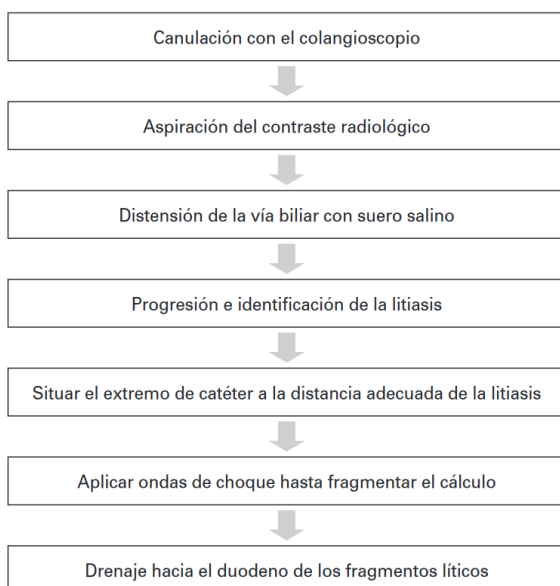 Canulación con el colangioscopio
Aspiración del contraste radiológico
Distensión de la vía biliar con suero salino
Progresión e identificación de la litiasis
Situar el extremo de catéter a la distancia adecuada de la litiasis
Aplicar ondas de choque hasta fragmentar el cálculo
Drenaje hacia el duodeno de los fragmentos líticos